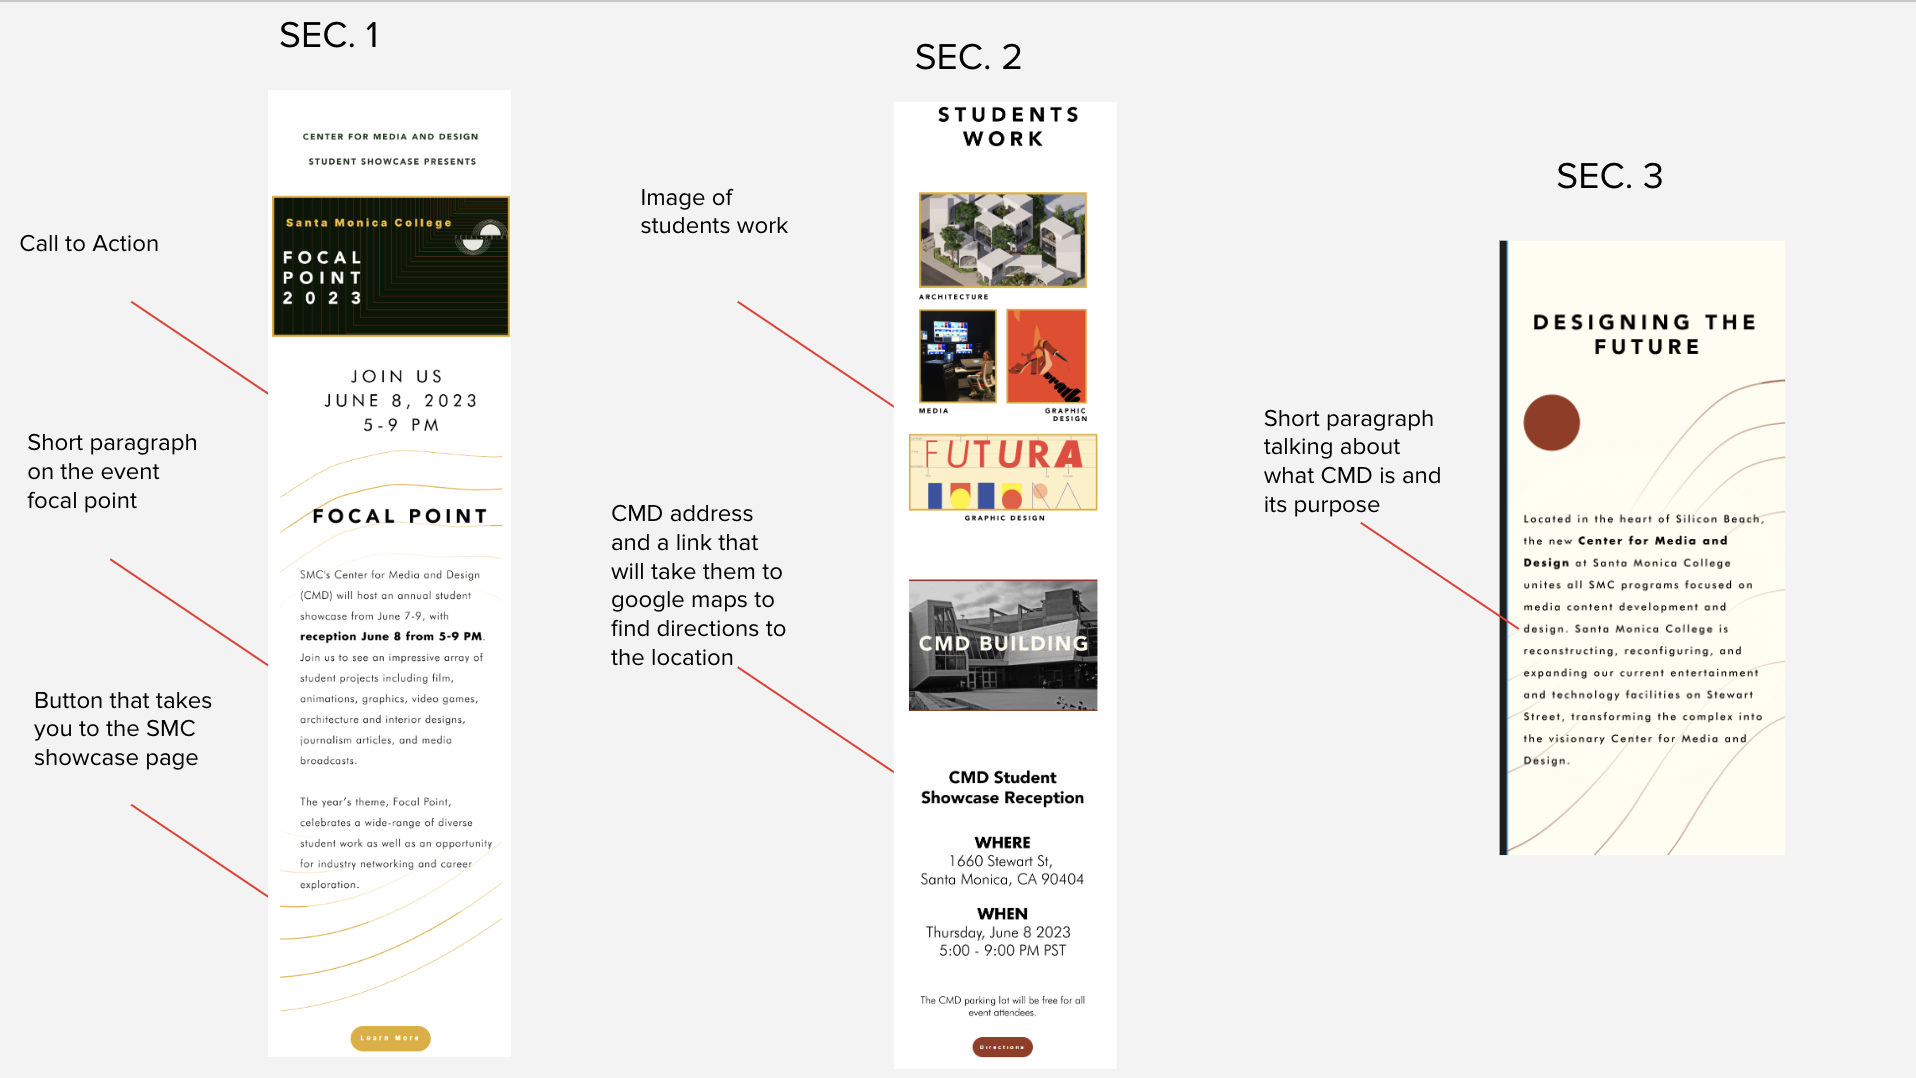 SEC. 1
CENTER FOR MEDIA AND DESIGN
STUDENT SHOWCASE PRESENTS
Santa Monica College
FOCAL
POINT
2023
Call to Action
JOIN US
JUNE 8, 2023
5-9 PM
Short paragraph
on the event
focal point
FOCAL POINT
SMC's Center for Media and Design
(CMD) will host an annual student
showcase from June 7-9, with
reception June 8 from 5-9 PM.
Join us to see an impressive array of
student projects including film,
animations, graphics, video games,
architecture and interior designs,
journalism articles, and media
broadcasts.
Button that takes
you to the SMC
showcase page
The year's theme, Focal Point,
celebrates a wide-range of diverse
student work as well as an opportunity
for industry networking and career
exploration.
Learn More
SEC. 2
STUDENTS
WORK
Image of
students work
ARCHITECTURE
MEDIA
GRAPHIC
DESIGN
FUTURA
GRAPHIC DESIGN
CMD address
and a link that
will take them to
google maps to
find directions to
the location
CMD BUILDING
CMD Student
Showcase Reception
WHERE
1660 Stewart St,
Santa Monica, CA 90404
WHEN
Thursday, June 8 2023
5:00 - 9:00 PM PST
The CMD parking lot will be free for all
event attendees.
Directions
SEC. 3
DESIGNING THE
FUTURE
Short paragraph
talking about
what CMD is and
its purpose
Located in the heart of Silicon Beach,
the new Center for Media and
Design at Santa Monica College
unites all SMC programs focused on
media content development and
design. Santa Monica College is
reconstructing, reconfiguring, and
expanding our current entertainment
and technology facilities on Stewart
Street, transforming the complex into
the visionary Center for Media and
Design.